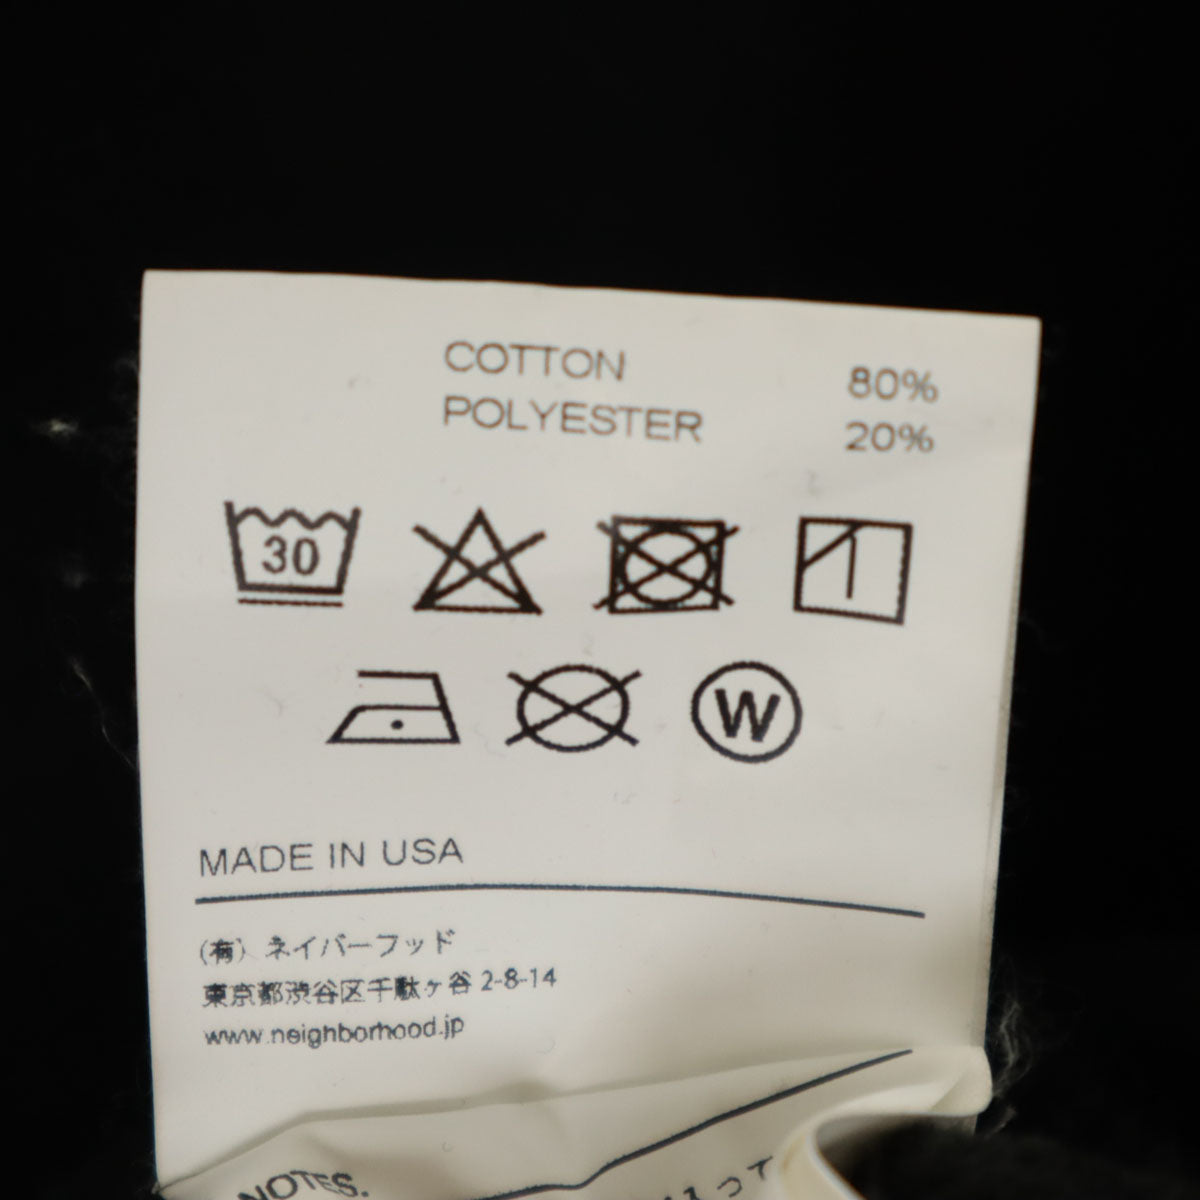 COTTON 80%
POLYESTER 20%
30
W
MADE IN USA
(有) ネイバーフッド
東京都渋谷区千駄ヶ谷 2-8-14
www.neighborhood.jp
NOTES.